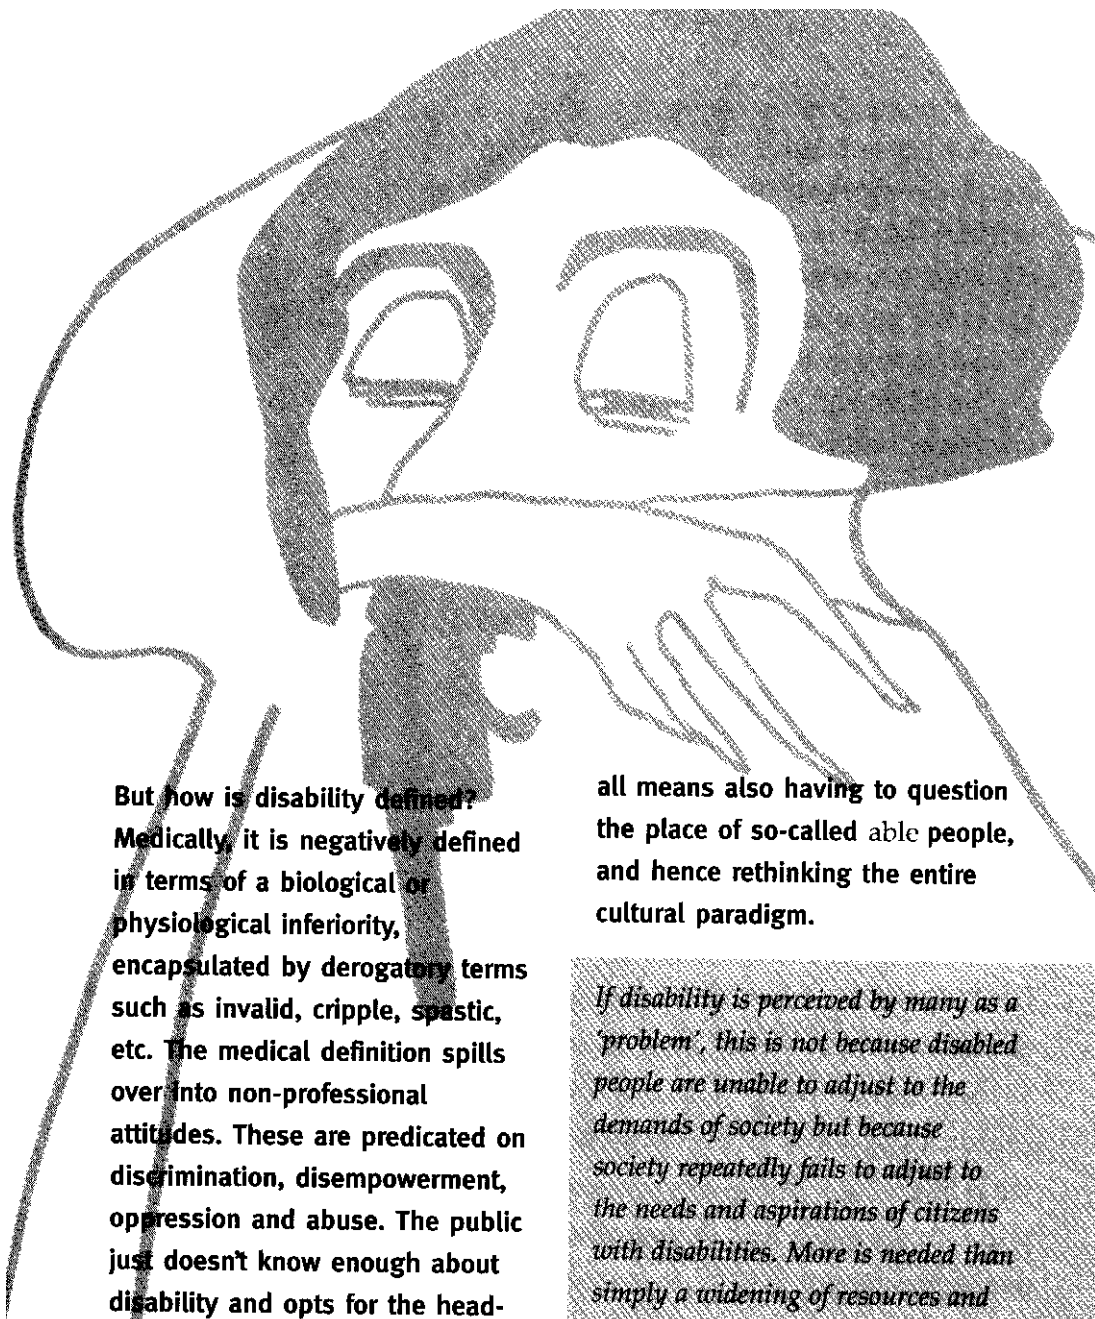 But how is disability defined?
Medically, it is negatively defined
in terms of a biological or
physiological inferiority,
encapsulated by derogatory terms
such as invalid, cripple, spastic,
etc. The medical definition spills
over into non-professional
attitudes. These are predicated on
discrimination, disempowerment,
oppression and abuse. The public
just doesn't know enough about
disability and opts for the head-
all means also having to question
the place of so-called able people,
and hence rethinking the entire
cultural paradigm.
If disability is perceived by many as a
'problem', this is not because disabled
people are unable to adjust to the
demands of society but because
society repeatedly fails to adjust to
the needs and aspirations of citizens
with disabilities. More is needed than
simply a widening of resources and